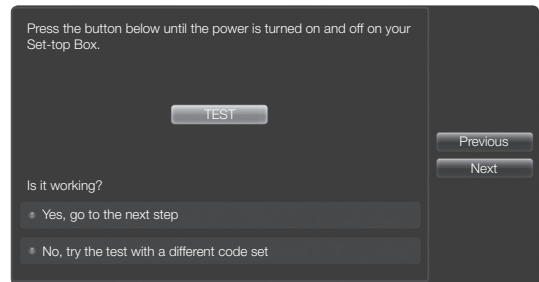 Press the button below until the power is turned on and off on your
Set-top Box.
TEST
Previous
Next
Is it working?
Yes, go to the next step
No, try the test with a different code set